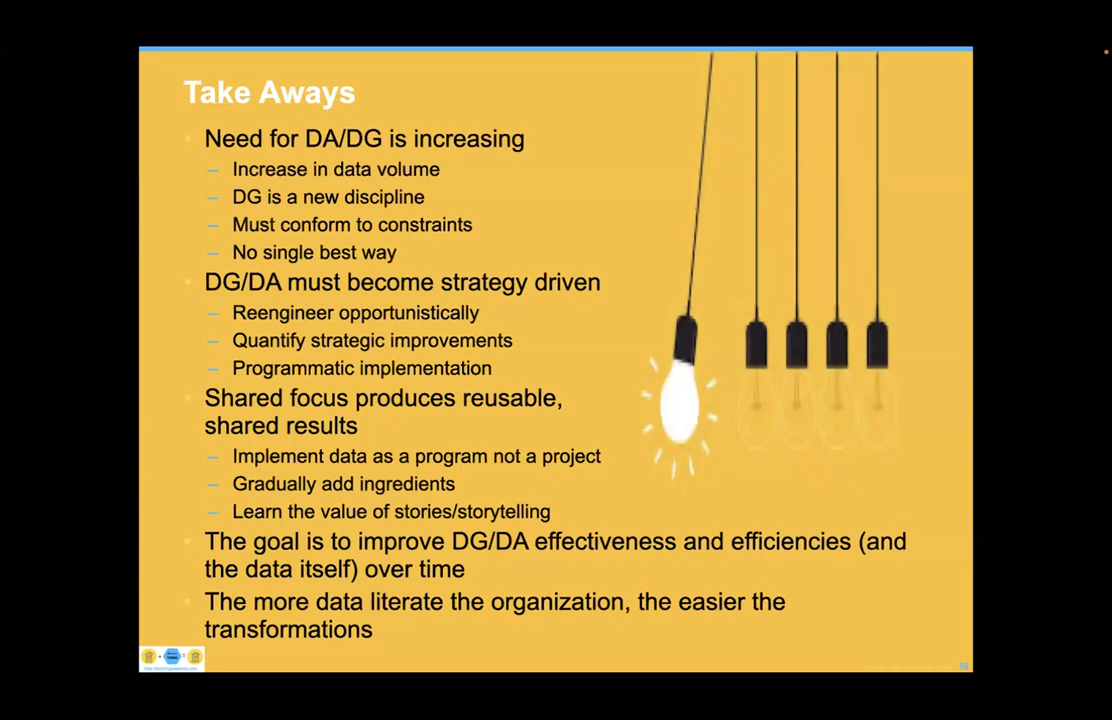 Take Aways
Need for DA/DG is increasing
– Increase in data volume
– DG is a new discipline
– Must conform to constraints
– No single best way
DG/DA must become strategy driven
– Reengineer opportunistically
– Quantify strategic improvements
– Programmatic implementation
Shared focus produces reusable,
shared results
– Implement data as a program not a project
– Gradually add ingredients
– Learn the value of stories/storytelling
The goal is to improve DG/DA effectiveness and efficiencies (and
the data itself) over time
The more data literate the organization, the easier the
transformations